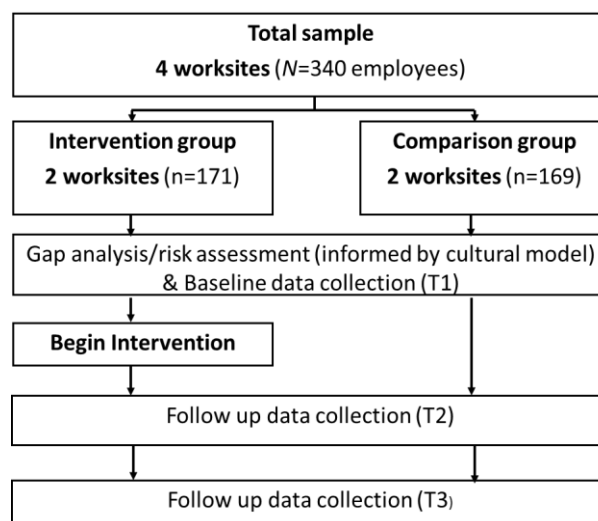 Total sample
4 worksites (N=340 employees)
Intervention group
2 worksites (n=171)
Comparison group
2 worksites (n=169)
Gap analysis/risk assessment (informed by cultural model)
& Baseline data collection (T1)
Begin Intervention
Follow up data collection (T2)
Follow up data collection (T3)